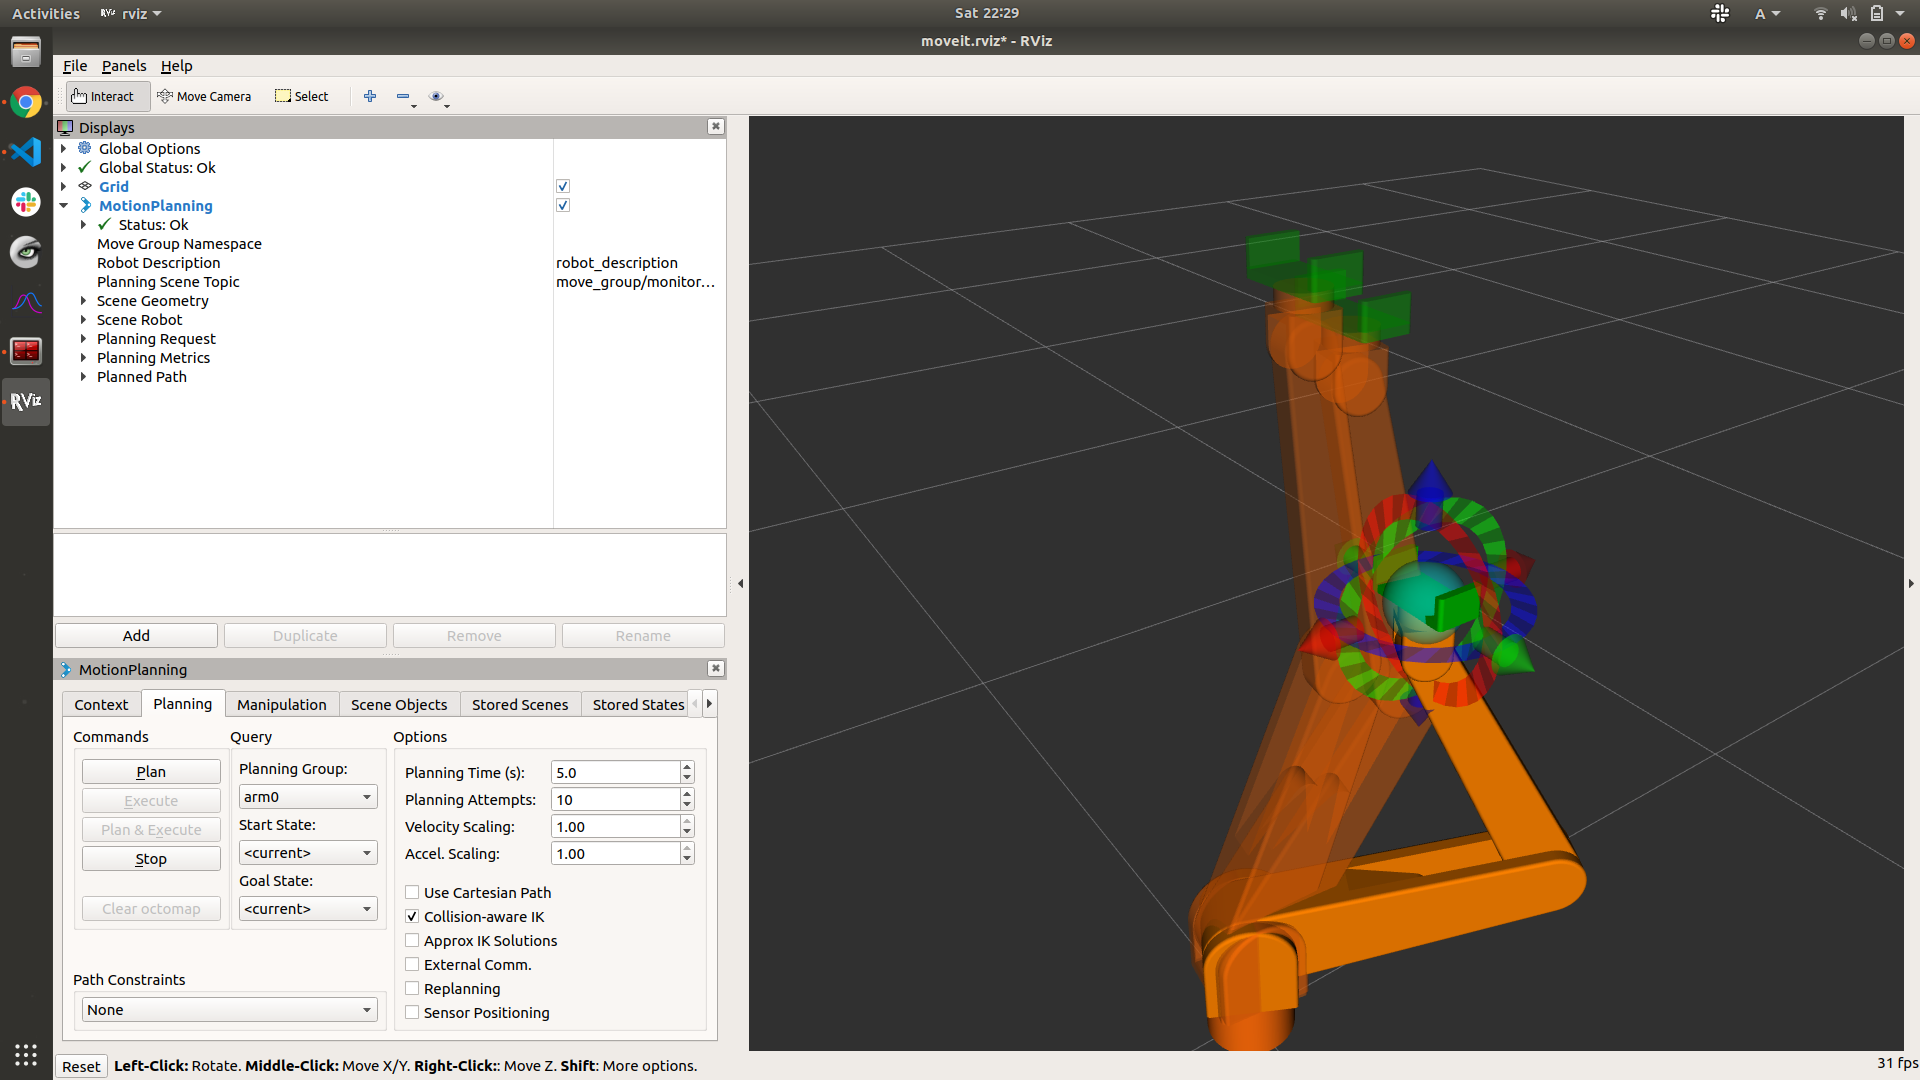 Activities
RViz
rviz
Sat 22:29
A
moveit.rviz* - RViz
File Panels Help
Interact Move Camera Select
Displays
Global Options
Global Status: Ok
Grid
MotionPlanning
Status: Ok
Move Group Namespace
Robot Description robot_description
Planning Scene Topic move_group/monitor...
Scene Geometry
Scene Robot
Planning Request
Planning Metrics
Planned Path
RViz
Add Duplicate Remove Rename
MotionPlanning
Context Planning Manipulation Scene Objects Stored Scenes Stored States
Commands Query Options
Plan
Execute
Plan & Execute
Stop
Clear octomap
Planning Group:
arm0
Start State:
<current>
Goal State:
<current>
Path Constraints
None
Planning Time (s): 5.0
Planning Attempts: 10
Velocity Scaling: 1.00
Accel. Scaling: 1.00
Use Cartesian Path
Collision-aware IK
Approx IK Solutions
External Comm.
Replanning
Sensor Positioning
Reset Left-Click: Rotate. Middle-Click: Move X/Y. Right-Click:: Move Z. Shift: More options.
31 fps